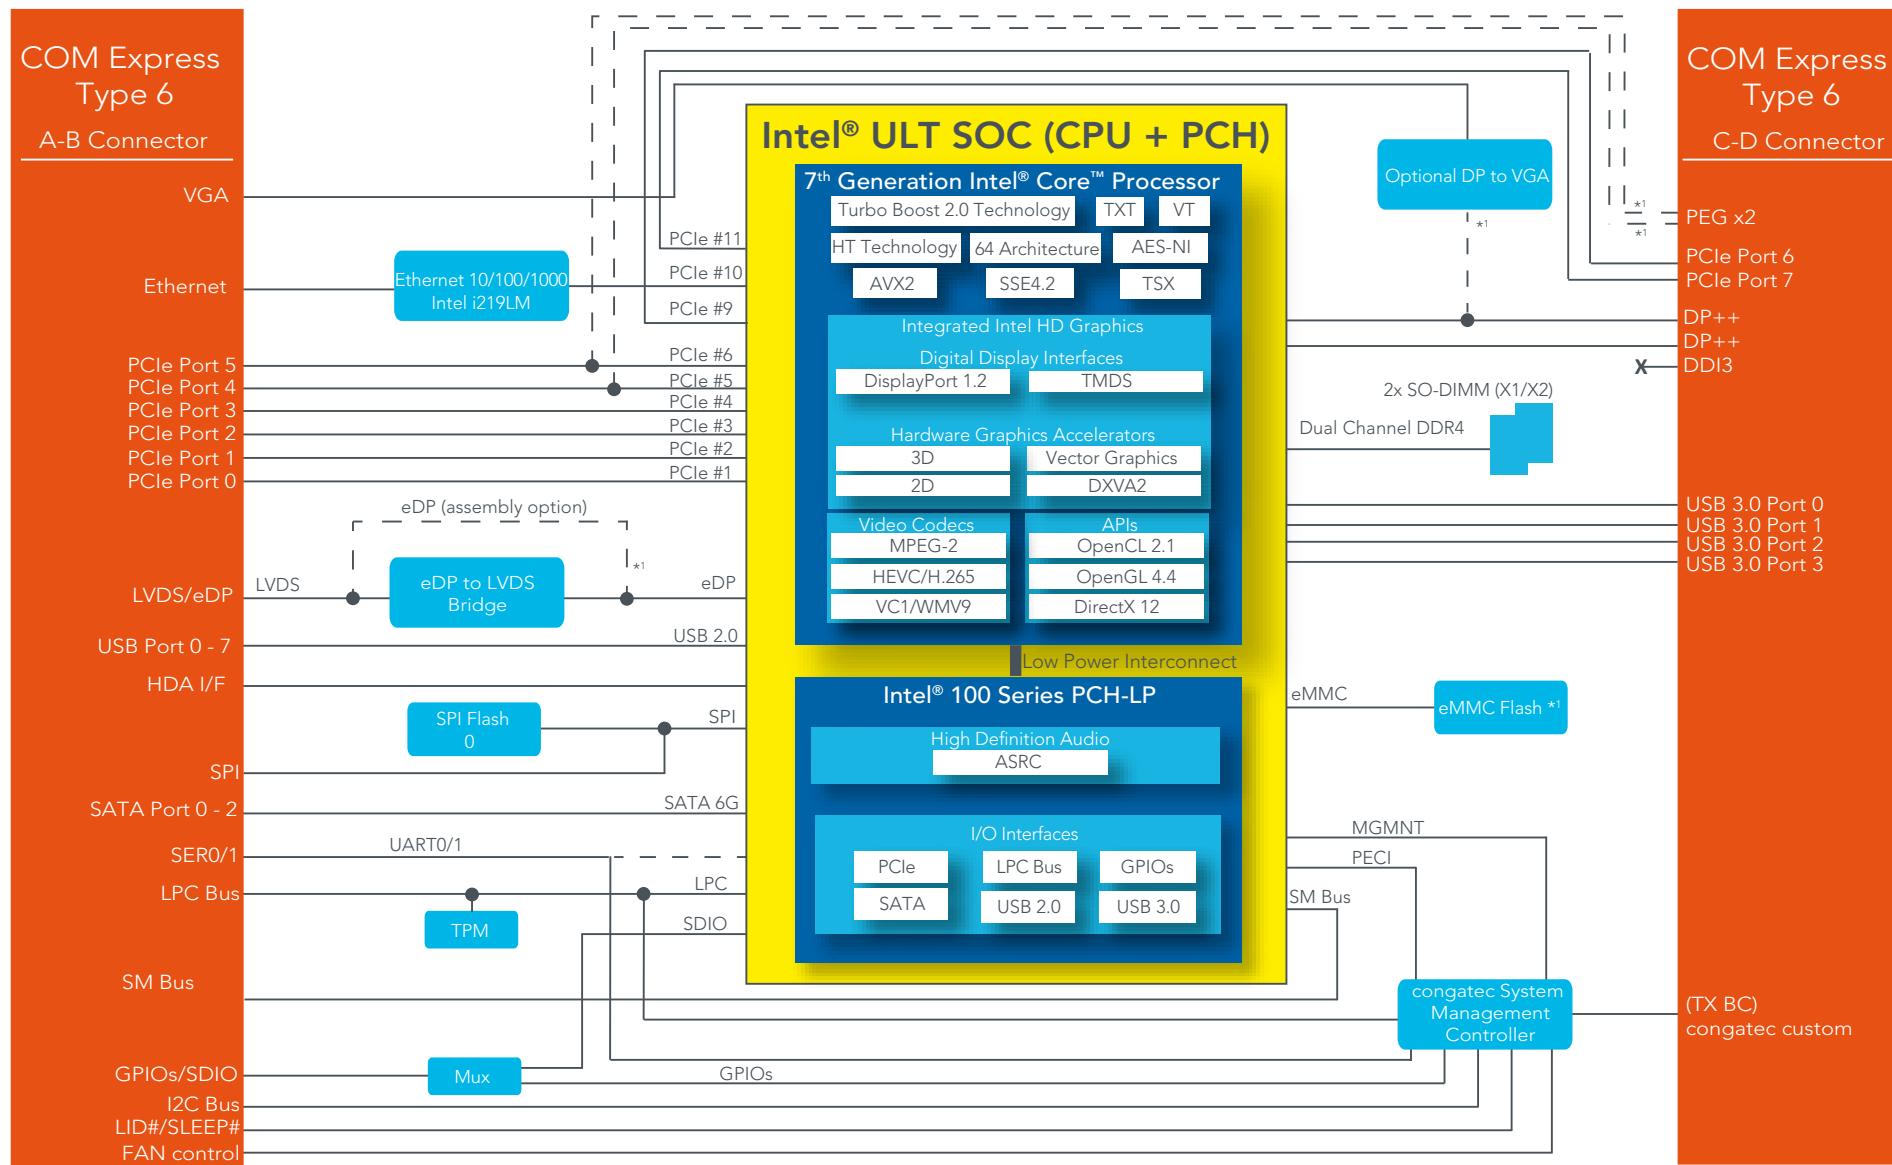 COM Express
Type 6
A-B Connector
VGA
Ethernet
PCIe Port 5
PCIe Port 4
PCIe Port 3
PCIe Port 2
PCIe Port 1
PCIe Port 0
LVDS/eDP
USB Port 0 - 7
HDA I/F
SPI
SATA Port 0 - 2
SER0/1
LPC Bus
SM Bus
GPIOs/SDIO
I2C Bus
LID#/SLEEP#
FAN control
Ethernet 10/100/1000
Intel i219LM
eDP (assembly option)
*1
LVDS
eDP to LVDS
Bridge
SPI Flash
0
UART0/1
TPM
Mux
GPIOs
PCIe #11
PCIe #10
PCIe #9
PCIe #6
PCIe #5
PCIe #4
PCIe #3
PCIe #2
PCIe #1
eDP
USB 2.0
SPI
SATA 6G
LPC
SDIO
Intel® ULT SOC (CPU + PCH)
7th Generation Intel® Core™ Processor
Turbo Boost 2.0 Technology
TXT
VT
HT Technology
64 Architecture
AES-NI
AVX2
SSE4.2
TSX
Integrated Intel HD Graphics
Digital Display Interfaces
DisplayPort 1.2
TMDS
Hardware Graphics Accelerators
3D
Vector Graphics
2D
DXVA2
Video Codecs
APIs
MPEG-2
OpenCL 2.1
HEVC/H.265
OpenGL 4.4
VC1/WMV9
DirectX 12
Low Power Interconnect
Intel® 100 Series PCH-LP
High Definition Audio
ASRC
I/O Interfaces
PCIe
LPC Bus
GPIOs
SATA
USB 2.0
USB 3.0
Optional DP to VGA
*1
2x SO-DIMM (X1/X2)
Dual Channel DDR4
eMMC
eMMC Flash *1
MGMNT
PECI
SM Bus
congatec System
Management
Controller
*1
*1
X
COM Express
Type 6
C-D Connector
PEG x2
PCIe Port 6
PCIe Port 7
DP++
DP++
DDI3
USB 3.0 Port 0
USB 3.0 Port 1
USB 3.0 Port 2
USB 3.0 Port 3
(TX BC)
congatec custom